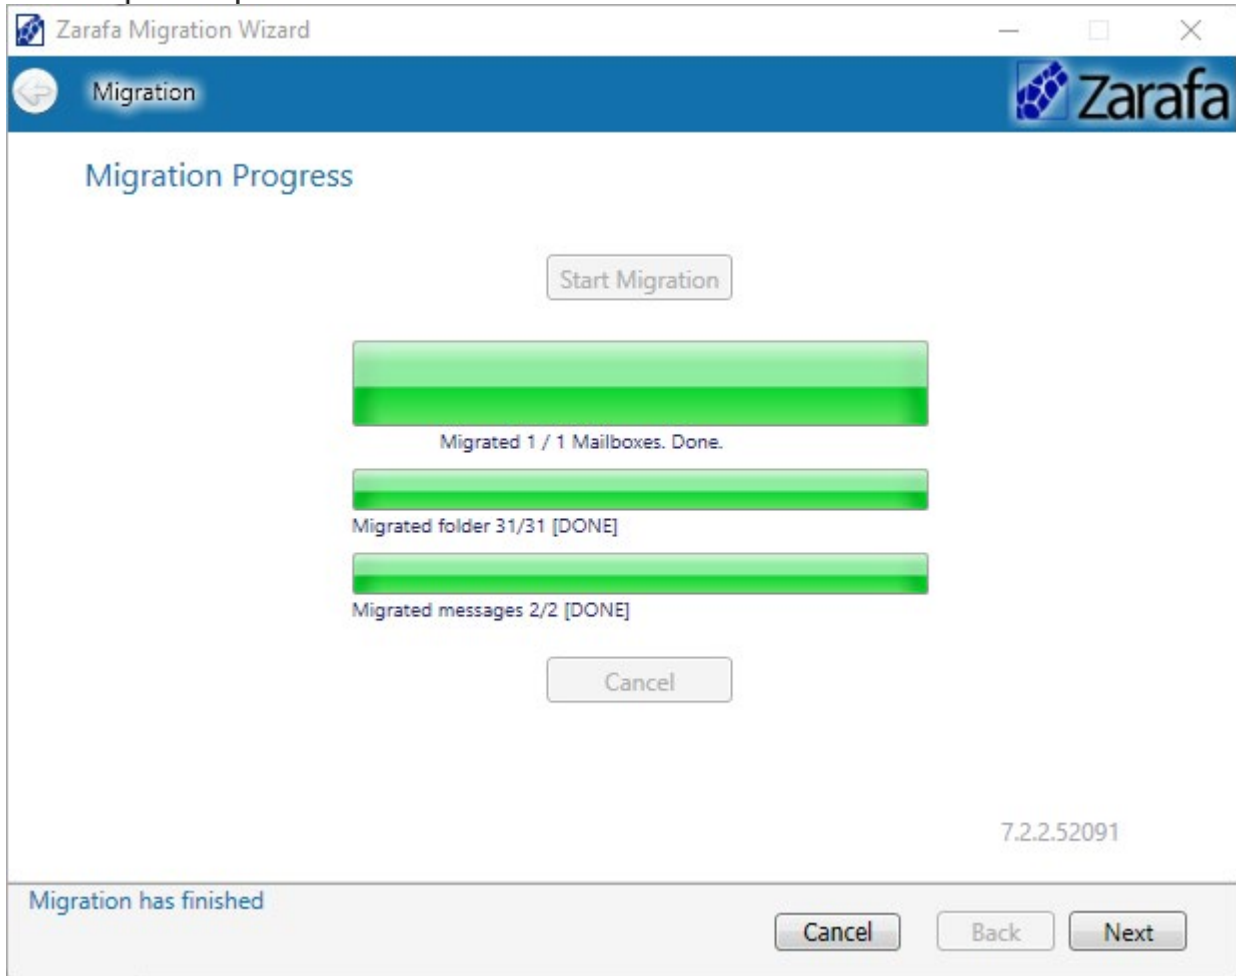 Zarafa Migration Wizard
Migration
Zarafa
Migration Progress
Start Migration
Migrated 1 / 1 Mailboxes. Done.
Migrated folder 31/31 [DONE]
Migrated messages 2/2 [DONE]
Cancel
7.2.2.52091
Migration has finished
Cancel Back Next